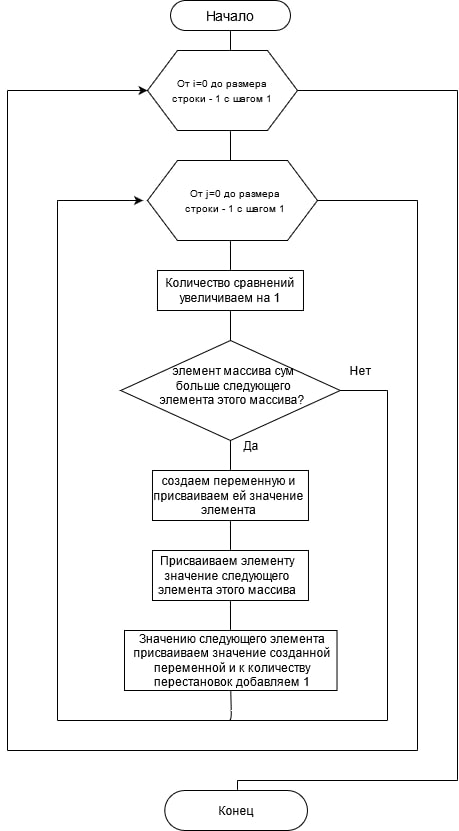 Начало
От i=0 до размера
строки - 1 с шагом 1
От j=0 до размера
строки - 1 с шагом 1
Количество сравнений
увеличиваем на 1
элемент массива сум
больше следующего
элемента этого массива?
Нет
Да
создаем переменную и
присваиваем ей значение
элемента
Присваиваем элементу
значение следующего
элемента этого массива
Значению следующего элемента
присваиваем значение созданной
переменной и к количеству
перестановок добавляем 1
Конец